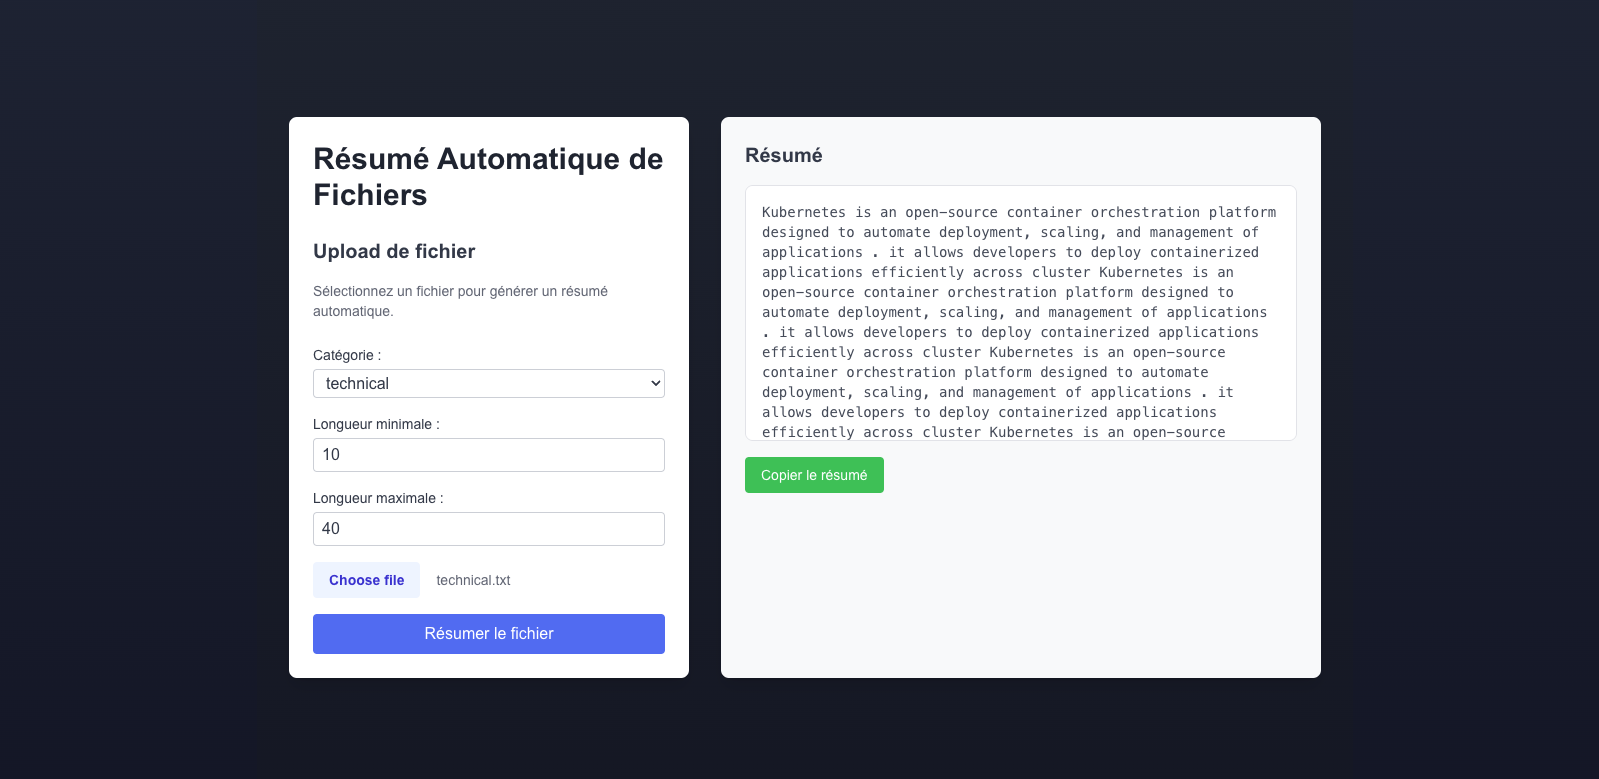 Résumé Automatique de
Fichiers
Upload de fichier
Sélectionnez un fichier pour générer un résumé
automatique.
Catégorie :
technical
Longueur minimale :
10
Longueur maximale :
40
Choose file technical.txt
Résumer le fichier
Résumé
Kubernetes is an open-source container orchestration platform
designed to automate deployment, scaling, and management of
applications . it allows developers to deploy containerized
applications efficiently across cluster Kubernetes is an
open-source container orchestration platform designed to
automate deployment, scaling, and management of applications
. it allows developers to deploy containerized applications
efficiently across cluster Kubernetes is an open-source
container orchestration platform designed to automate
deployment, scaling, and management of applications . it
allows developers to deploy containerized applications
efficiently across cluster Kubernetes is an open-source
Copier le résumé